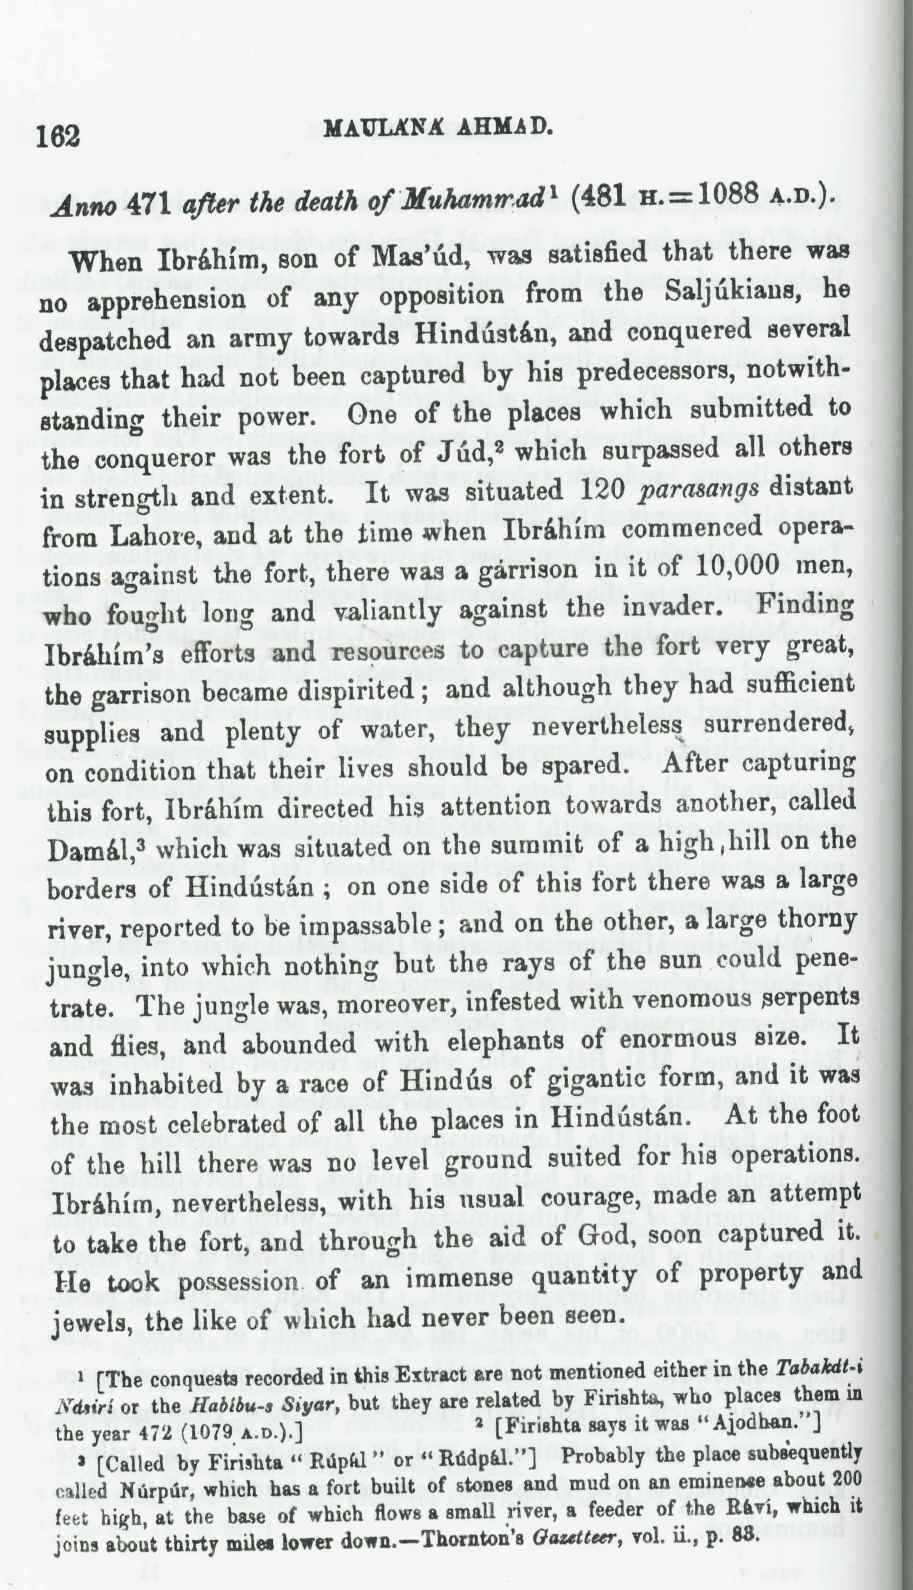 162
MAULÁNÁ AHMAD.
Anno 471 after the death of Muhammad¹ (481 H.=1088 A.D.).
When Ibráhím, son of Mas'úd, was satisfied that there was
no apprehension of any opposition from the Saljúkians, he
despatched an army towards Hindústán, and conquered several
places that had not been captured by his predecessors, notwith-
standing their power. One of the places which submitted to
the conqueror was the fort of Júd,² which surpassed all others
in strength and extent. It was situated 120 parasangs distant
from Lahore, and at the time when Ibráhím commenced opera-
tions against the fort, there was a garrison in it of 10,000 men,
who fought long and valiantly against the invader. Finding
Ibráhím's efforts and resources to capture the fort very great,
the garrison became dispirited; and although they had sufficient
supplies and plenty of water, they nevertheless surrendered,
on condition that their lives should be spared. After capturing
this fort, Ibráhím directed his attention towards another, called
Damál,³ which was situated on the summit of a high hill on the
borders of Hindústán; on one side of this fort there was a large
river, reported to be impassable; and on the other, a large thorny
jungle, into which nothing but the rays of the sun could pene-
trate. The jungle was, moreover, infested with venomous serpents
and flies, and abounded with elephants of enormous size. It
was inhabited by a race of Hindús of gigantic form, and it was
the most celebrated of all the places in Hindústán. At the foot
of the hill there was no level ground suited for his operations.
Ibráhím, nevertheless, with his usual courage, made an attempt
to take the fort, and through the aid of God, soon captured it.
He took possession of an immense quantity of property and
jewels, the like of which had never been seen.
¹ [The conquests recorded in this Extract are not mentioned either in the Tabakát-i
Násirí or the Habíbu-s Siyar, but they are related by Firishta, who places them in
the year 472 (1079 A.D.).] ² [Firishta says it was "Ajodhan."]
³ [Called by Firishta "Rúpál" or "Rúdpál."] Probably the place subsequently
called Núrpúr, which has a fort built of stones and mud on an eminence about 200
feet high, at the base of which flows a small river, a feeder of the Ráví, which it
joins about thirty miles lower down.—Thornton's Gazetteer, vol. ii., p. 83.